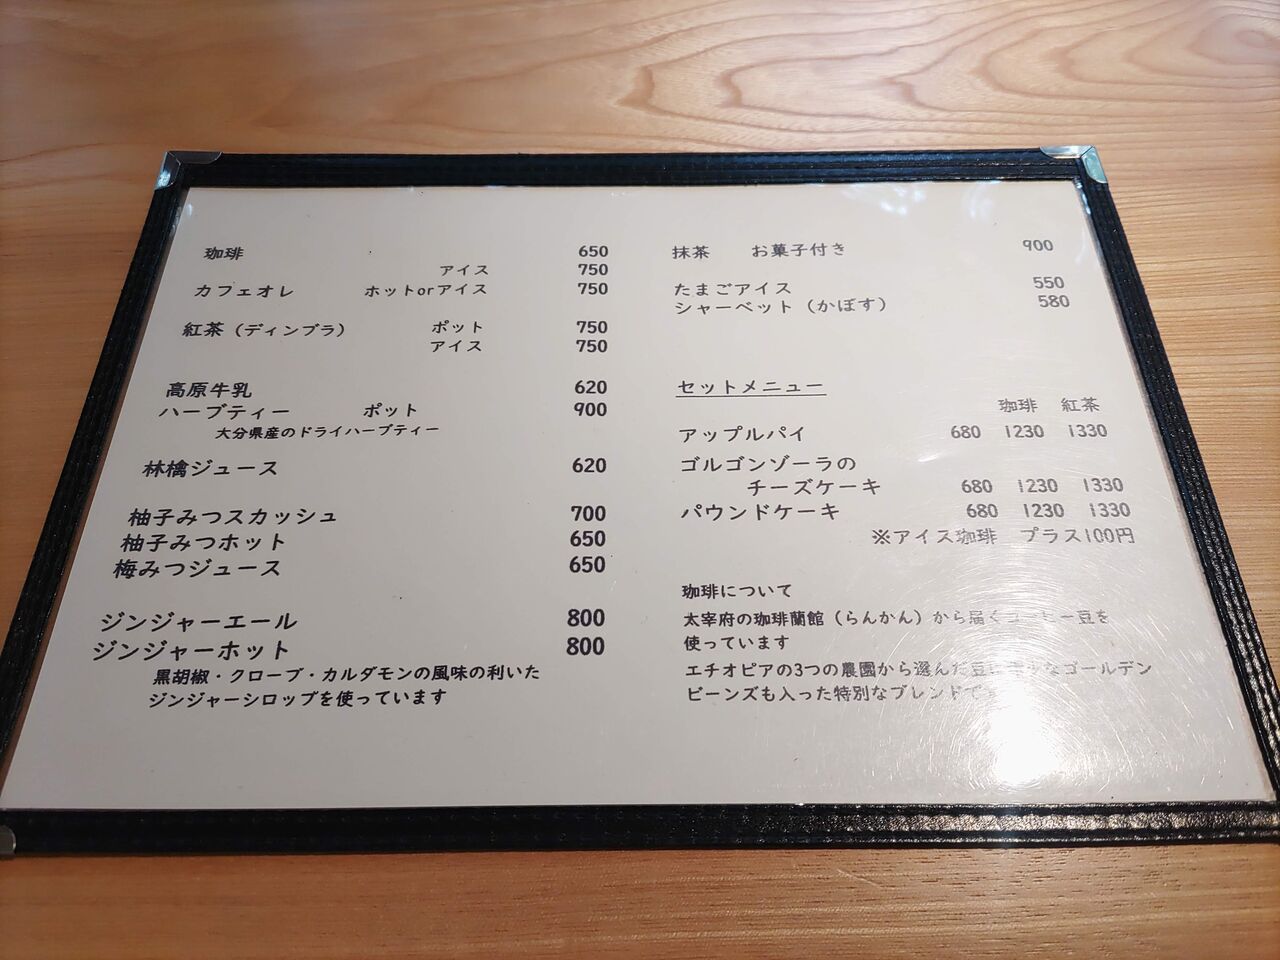 珈琲 650
アイス 750
カフェオレ ホットorアイス 750
紅茶（ディンブラ） ポット 750
アイス 750
高原牛乳 620
ハーブティー ポット 900
大分県産のドライハーブティー
林檎ジュース 620
柚子みつスカッシュ 700
柚子みつホット 650
梅みつジュース 650
ジンジャーエール 800
ジンジャーホット 800
黒胡椒・クローブ・カルダモンの風味の利いた
ジンジャーシロップを使っています
抹茶 お菓子付き 900
たまごアイス 550
シャーベット（かぼす） 580
セットメニュー
珈琲 紅茶
アップルパイ 680 1230 1330
ゴルゴンゾーラの
チーズケーキ 680 1230 1330
パウンドケーキ 680 1230 1330
※アイス珈琲 プラス100円
珈琲について
太宰府の珈琲蘭館（らんかん）から届くコーヒー豆を
使っています
エチオピアの3つの農園から選んだ豆に ゴールデン
ビーンズも入った特別なブレンドで